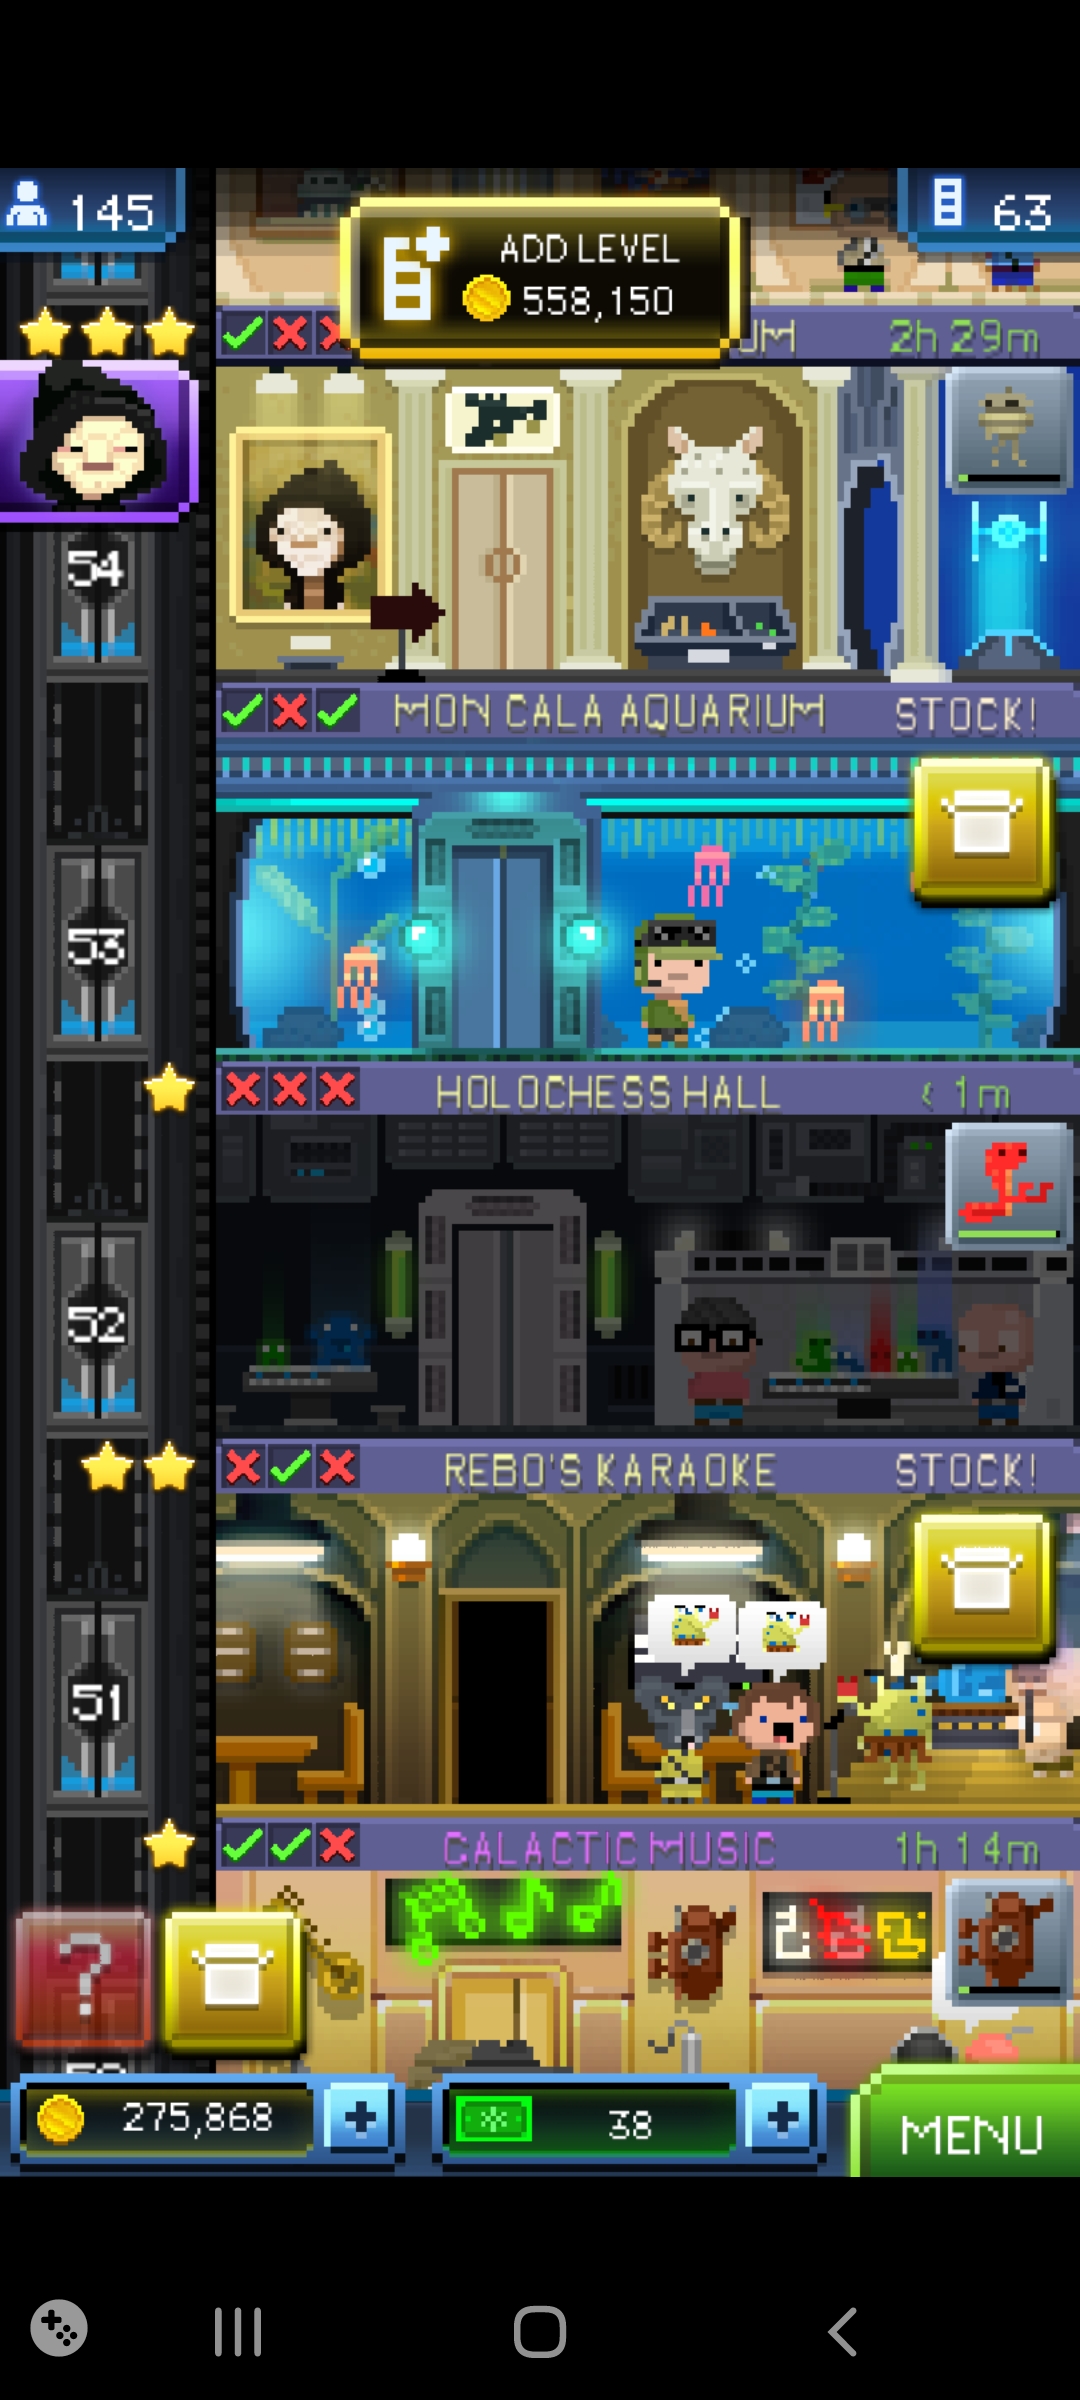 145
ADD LEVEL
558,150
63
UM 2h 29m
54
MON CALA AQUARIUM STOCK!
53
HOLOCHESS HALL < 1m
52
REBO'S KARAOKE STOCK!
51
GALACTIC MUSIC 1h 14m
?
275,868 +
38 +
MENU